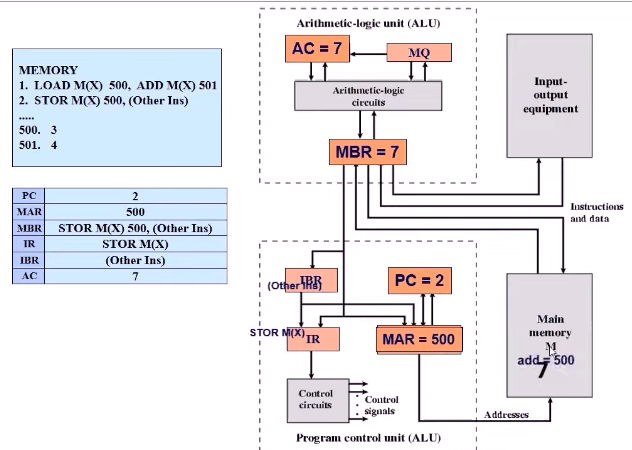 MEMORY
1. LOAD M(X) 500, ADD M(X) 501
2. STOR M(X) 500, (Other Ins)
.....
500. 3
501. 4
PC 2
MAR 500
MBR STOR M(X) 500, (Other Ins)
IR STOR M(X)
IBR (Other Ins)
AC 7
Arithmetic-logic unit (ALU)
AC = 7
MQ
Arithmetic-logic
circuits
MBR = 7
Input-
output
equipment
Instructions
and data
IBR
(Other Ins)
PC = 2
STOR M(X)
IR
MAR = 500
Main
memory
M
add = 500
7
Control
circuits
Control
signals
Addresses
Program control unit (ALU)